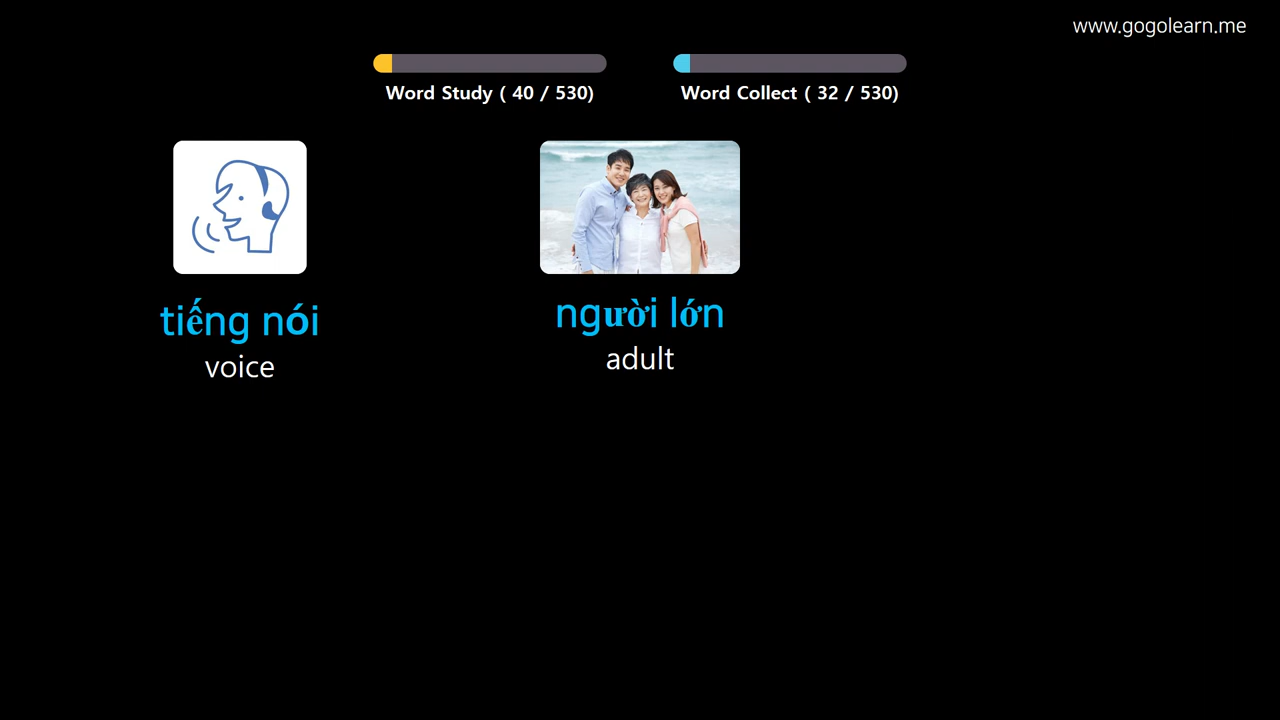 www.gogolearn.me
Word Study ( 40 / 530)
Word Collect ( 32 / 530)
tiếng nói
voice
người lớn
adult